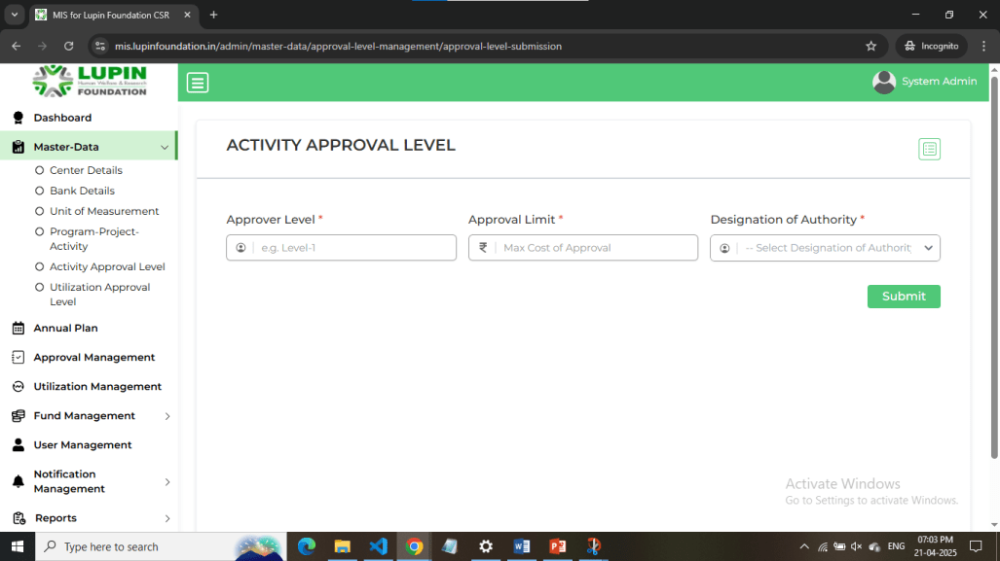 MIS for Lupin Foundation CSR
mis.lupinfoundation.in/admin/master-data/approval-level-management/approval-level-submission
Incognito
LUPIN
Human Welfare & Research
FOUNDATION
System Admin
Dashboard
Master-Data
Center Details
Bank Details
Unit of Measurement
Program-Project-
Activity
Activity Approval Level
Utilization Approval
Level
Annual Plan
Approval Management
Utilization Management
Fund Management
User Management
Notification
Management
Reports
ACTIVITY APPROVAL LEVEL
Approver Level *
Approval Limit *
Designation of Authority *
e.g. Level-1
₹ Max Cost of Approval
-- Select Designation of Authorit
Submit
Activate Windows
Go to Settings to activate Windows.
Type here to search
ENG
07:03 PM
21-04-2025